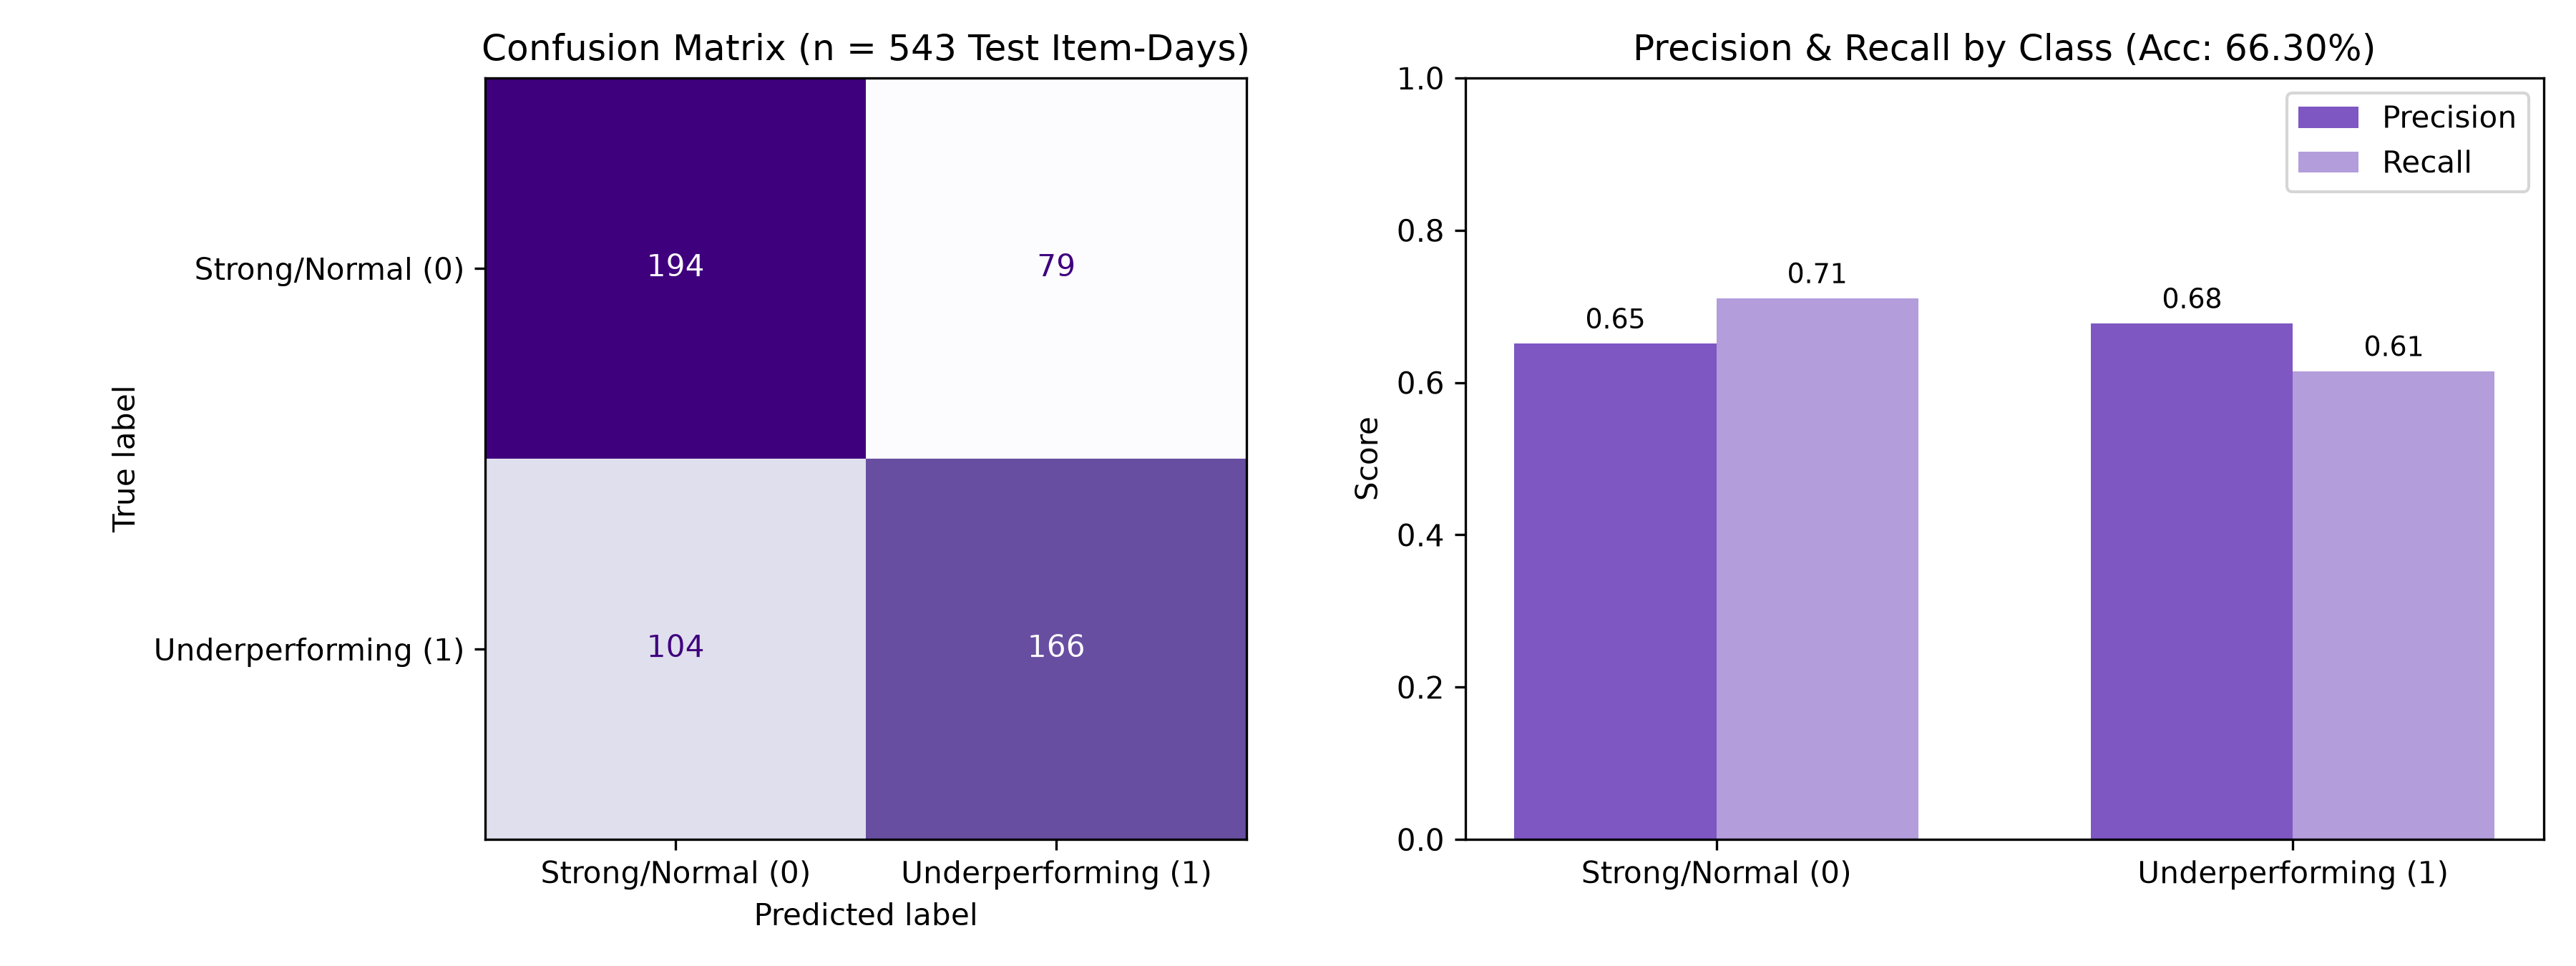 Confusion Matrix (n = 543 Test Item-Days)
True label
Strong/Normal (0)
194
79
Underperforming (1)
104
166
Strong/Normal (0)
Underperforming (1)
Predicted label
Precision & Recall by Class (Acc: 66.30%)
Precision
Recall
Score
1.0
0.8
0.6
0.4
0.2
0.0
0.65
0.71
0.68
0.61
Strong/Normal (0)
Underperforming (1)